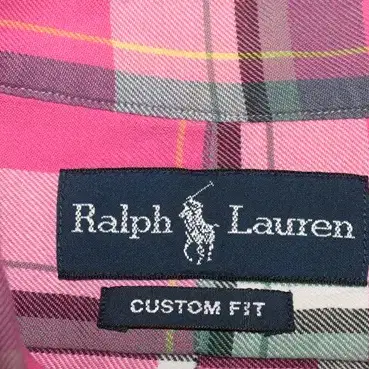 Ralph Lauren
CUSTOM FIT